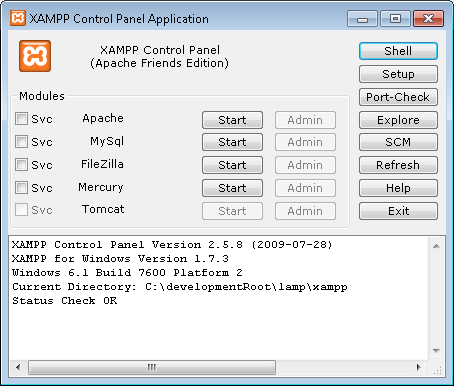 XAMPP Control Panel Application
XAMPP Control Panel
(Apache Friends Edition)
Shell
Setup
Port-Check
Explore
SCM
Refresh
Help
Exit
Modules
Svc Apache Start Admin
Svc MySql Start Admin
Svc FileZilla Start Admin
Svc Mercury Start Admin
Svc Tomcat Start Admin
XAMPP Control Panel Version 2.5.8 (2009-07-28)
XAMPP for Windows Version 1.7.3
Windows 6.1 Build 7600 Platform 2
Current Directory: C:\developmentRoot\lamp\xampp
Status Check OK